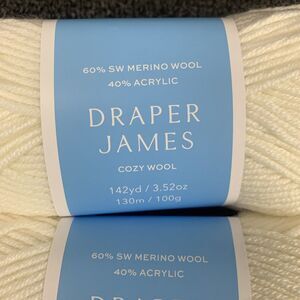 60% SW MERINO WOOL
40% ACRYLIC
DRAPER
JAMES
COZY WOOL
142yd / 3.52oz
130m / 100g
60% SW MERINO WOOL
40% ACRYLIC